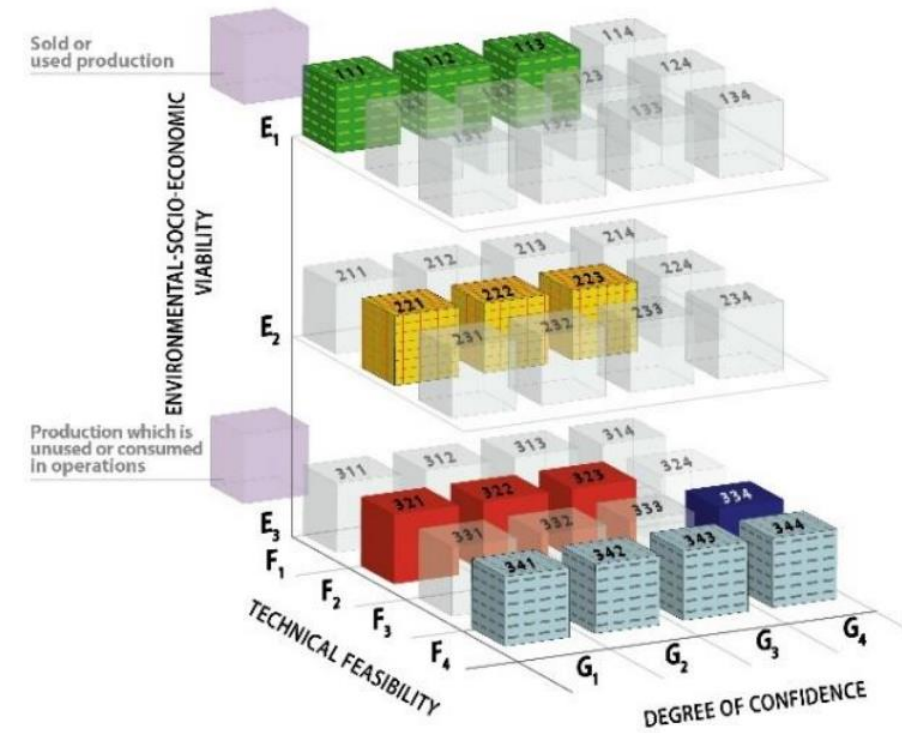 Sold or
used production
ENVIRONMENTAL-SOCIO-ECONOMIC
VIABILITY
E1
111
112
113
114
123
124
131
132
133
134
E2
211
212
213
214
221
222
223
224
231
232
233
234
Production which is
unused or consumed
in operations
E3
311
312
313
314
321
322
323
324
331
332
333
334
341
342
343
344
F1
F2
F3
F4
TECHNICAL FEASIBILITY
G1
G2
G3
G4
DEGREE OF CONFIDENCE